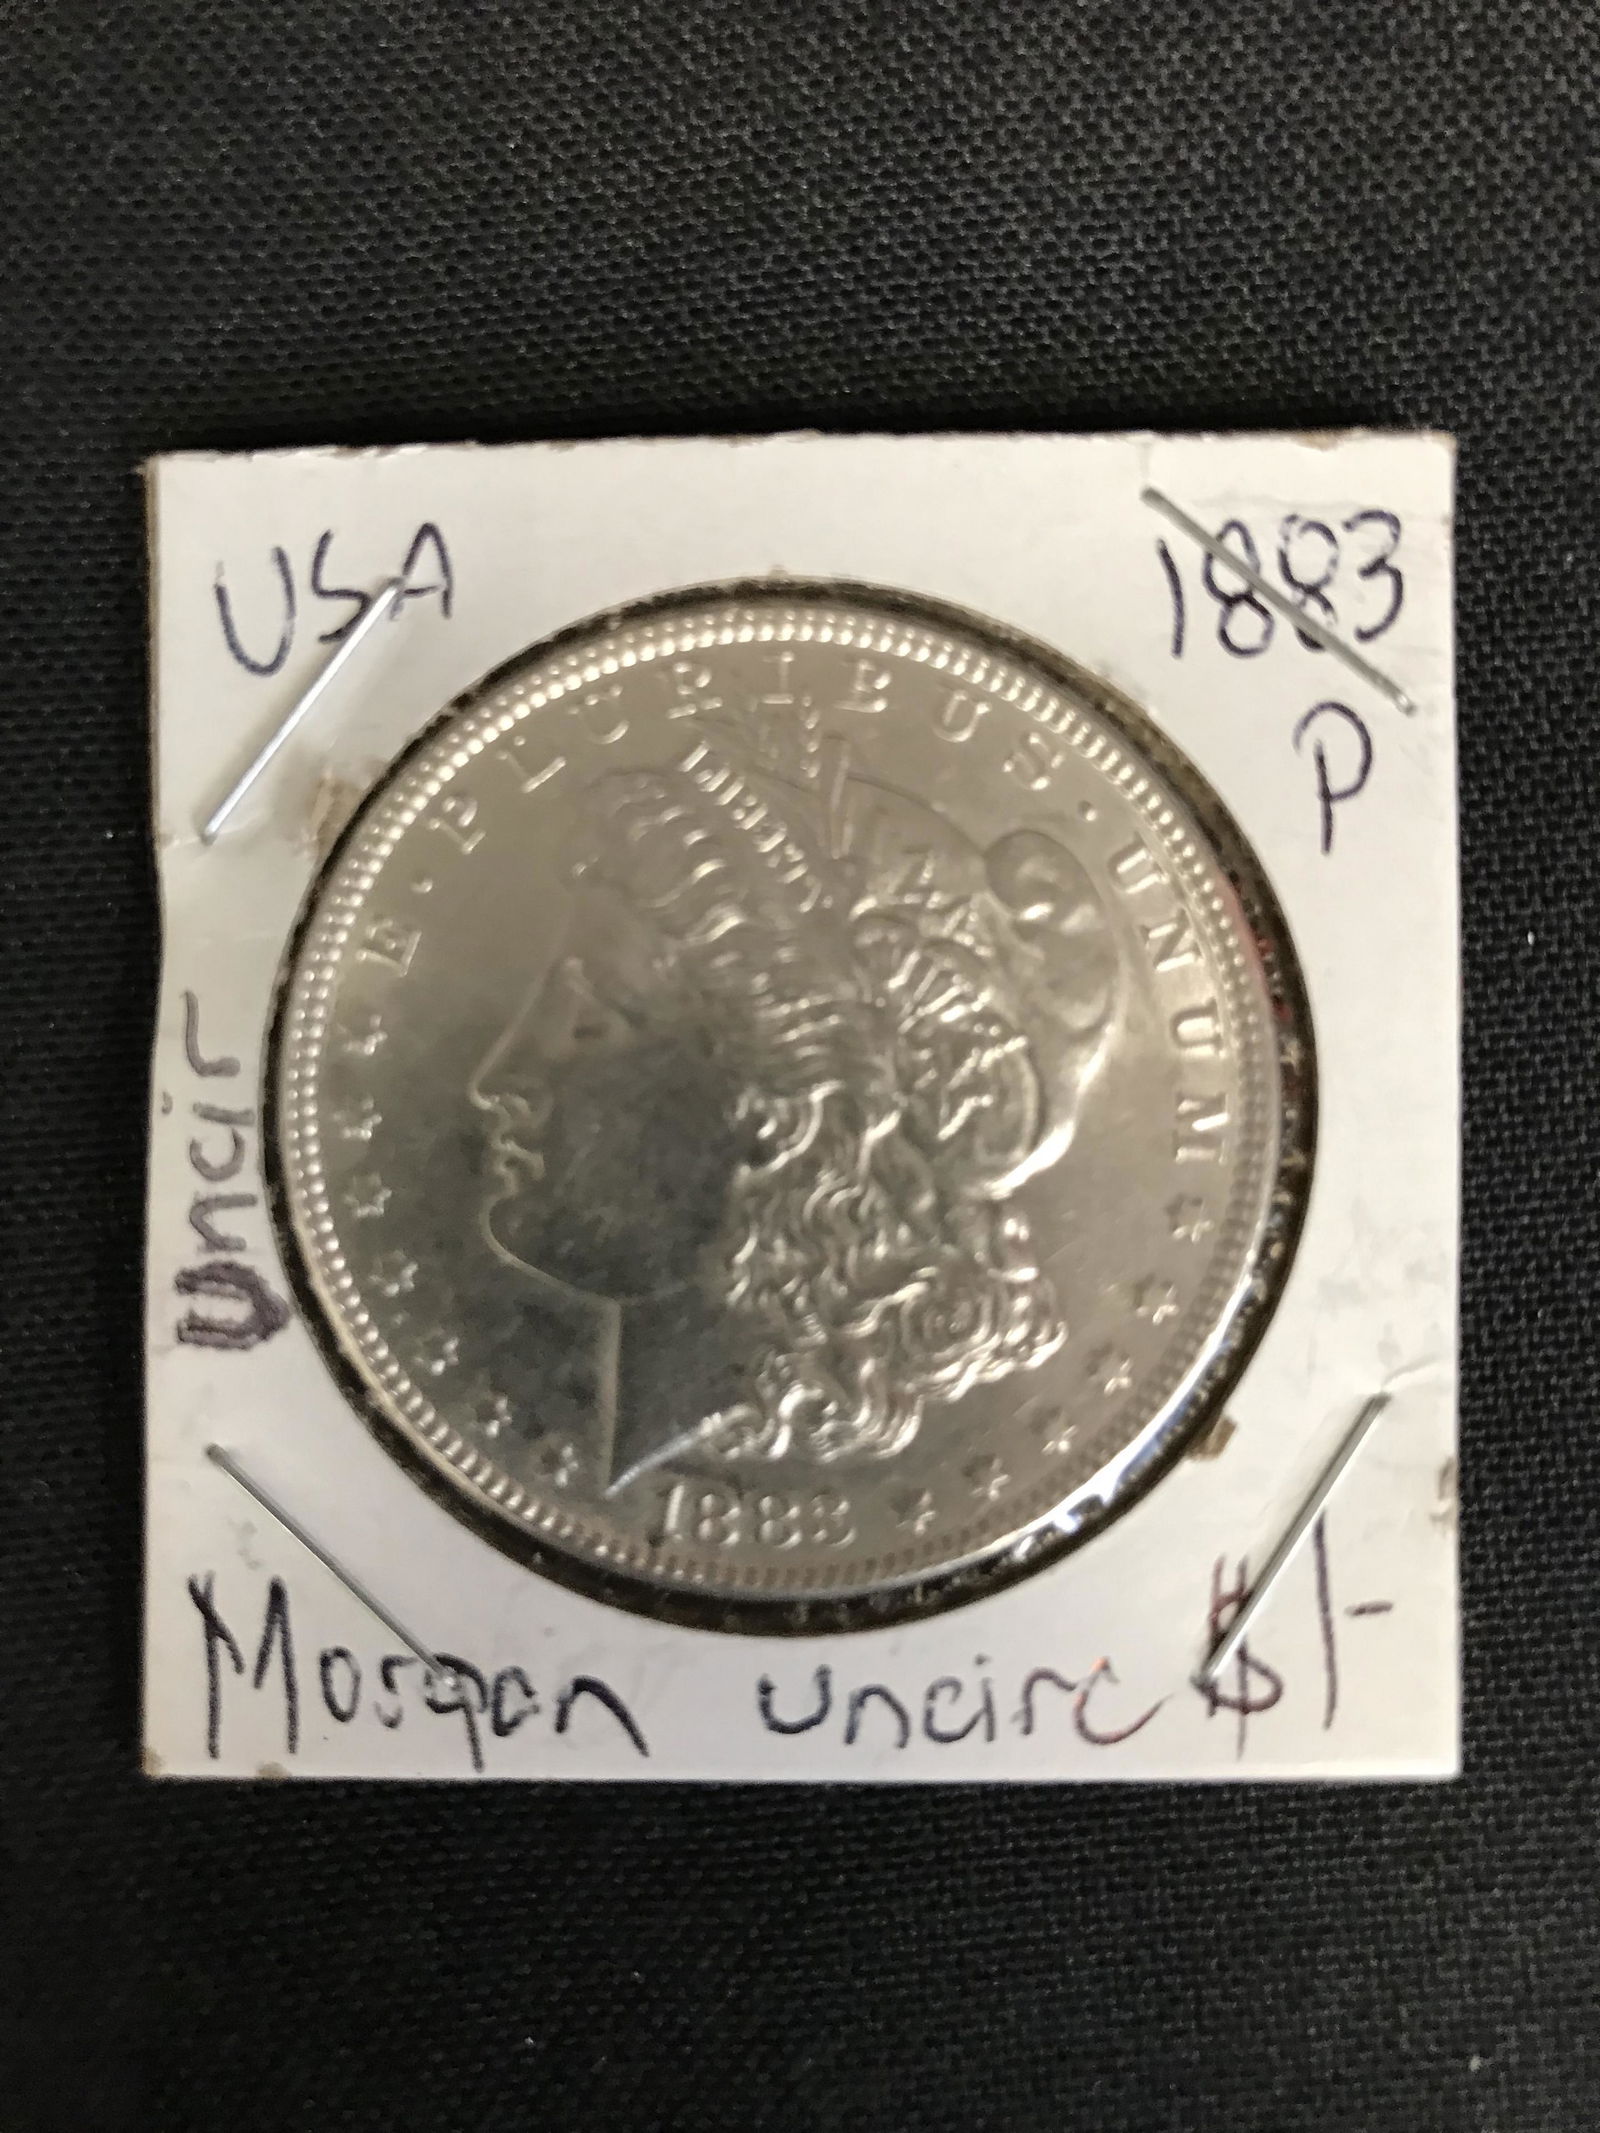 USA
1883
P
E·PLURIBUS·UNUM
LIBERTY
Uncir
1883
Morgan uncirc $1-